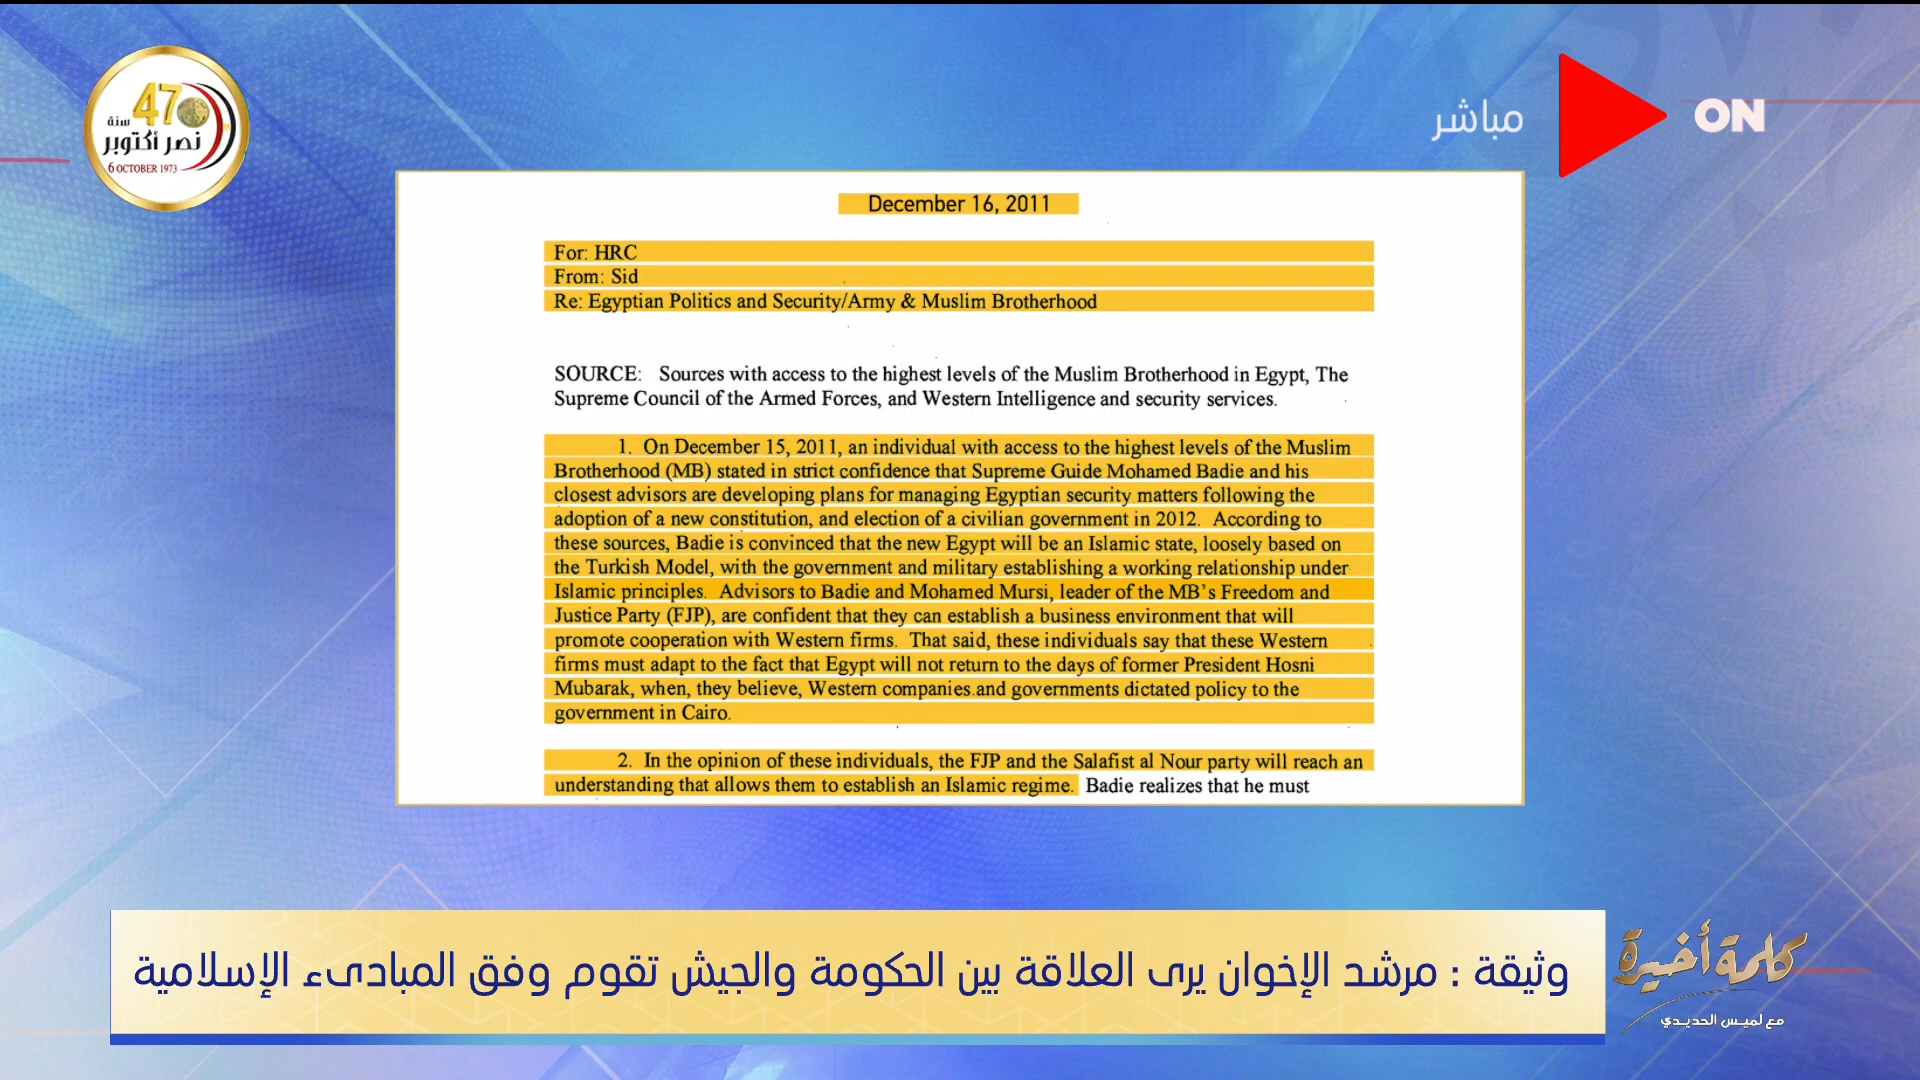 47
سنة
نصر أكتوبر
6 OCTOBER 1973
مباشر
ON
December 16, 2011
For: HRC
From: Sid
Re: Egyptian Politics and Security/Army & Muslim Brotherhood
SOURCE: Sources with access to the highest levels of the Muslim Brotherhood in Egypt, The
Supreme Council of the Armed Forces, and Western Intelligence and security services.
1. On December 15, 2011, an individual with access to the highest levels of the Muslim
Brotherhood (MB) stated in strict confidence that Supreme Guide Mohamed Badie and his
closest advisors are developing plans for managing Egyptian security matters following the
adoption of a new constitution, and election of a civilian government in 2012. According to
these sources, Badie is convinced that the new Egypt will be an Islamic state, loosely based on
the Turkish Model, with the government and military establishing a working relationship under
Islamic principles. Advisors to Badie and Mohamed Mursi, leader of the MB's Freedom and
Justice Party (FJP), are confident that they can establish a business environment that will
promote cooperation with Western firms. That said, these individuals say that these Western
firms must adapt to the fact that Egypt will not return to the days of former President Hosni
Mubarak, when, they believe, Western companies and governments dictated policy to the
government in Cairo.
2. In the opinion of these individuals, the FJP and the Salafist al Nour party will reach an
understanding that allows them to establish an Islamic regime. Badie realizes that he must
وثيقة : مرشد الإخوان يرى العلاقة بين الحكومة والجيش تقوم وفق المبادىء الإسلامية
كلمة أخيرة
مع لميس الحديدي